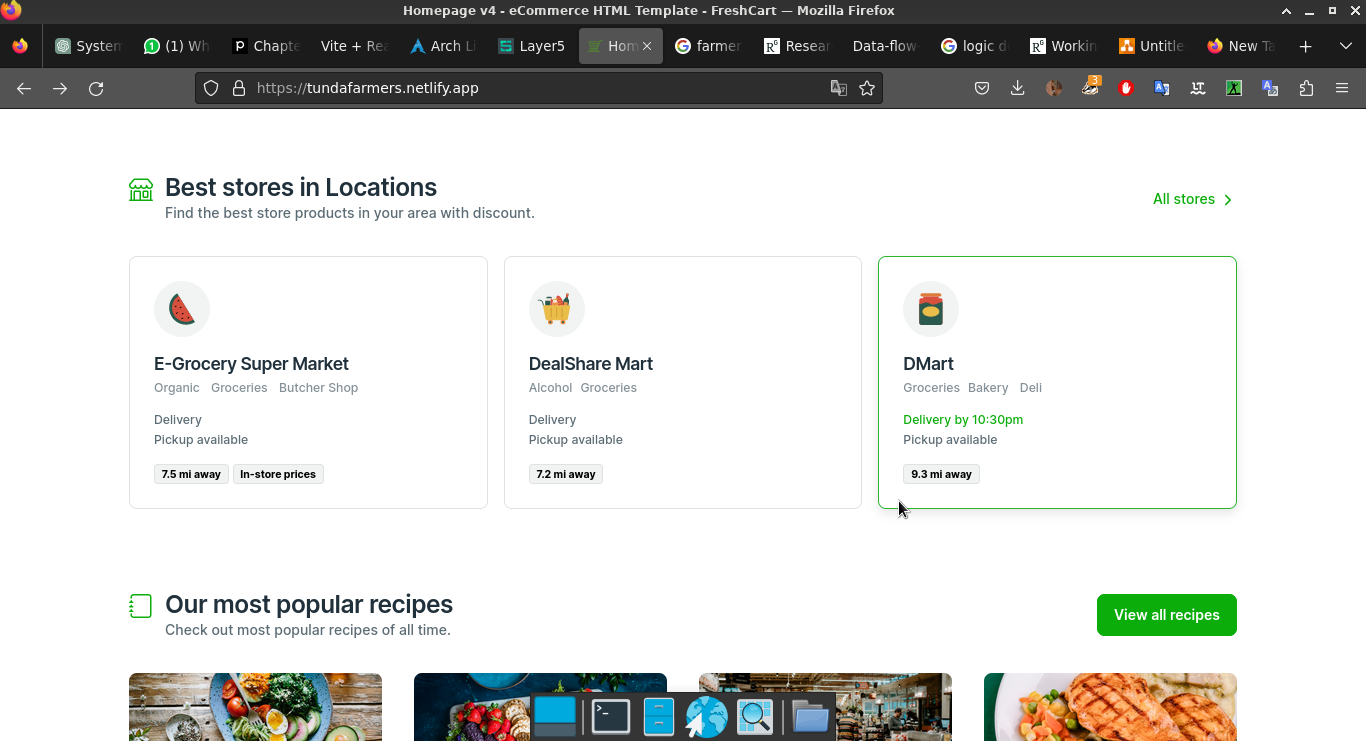 Homepage v4 - eCommerce HTML Template - FreshCart — Mozilla Firefox
System
(1) Wh
Chapte
Vite + Rea
Arch Li
Layer5
Hom
farmer
Resear
Data-flow
logic d
Workin
Untitle
New Ta
https://tundafarmers.netlify.app
3
Best stores in Locations
Find the best store products in your area with discount.
All stores
E-Grocery Super Market
Organic Groceries Butcher Shop
Delivery
Pickup available
7.5 mi away In-store prices
DealShare Mart
Alcohol Groceries
Delivery
Pickup available
7.2 mi away
DMart
Groceries Bakery Deli
Delivery by 10:30pm
Pickup available
9.3 mi away
Our most popular recipes
Check out most popular recipes of all time.
View all recipes